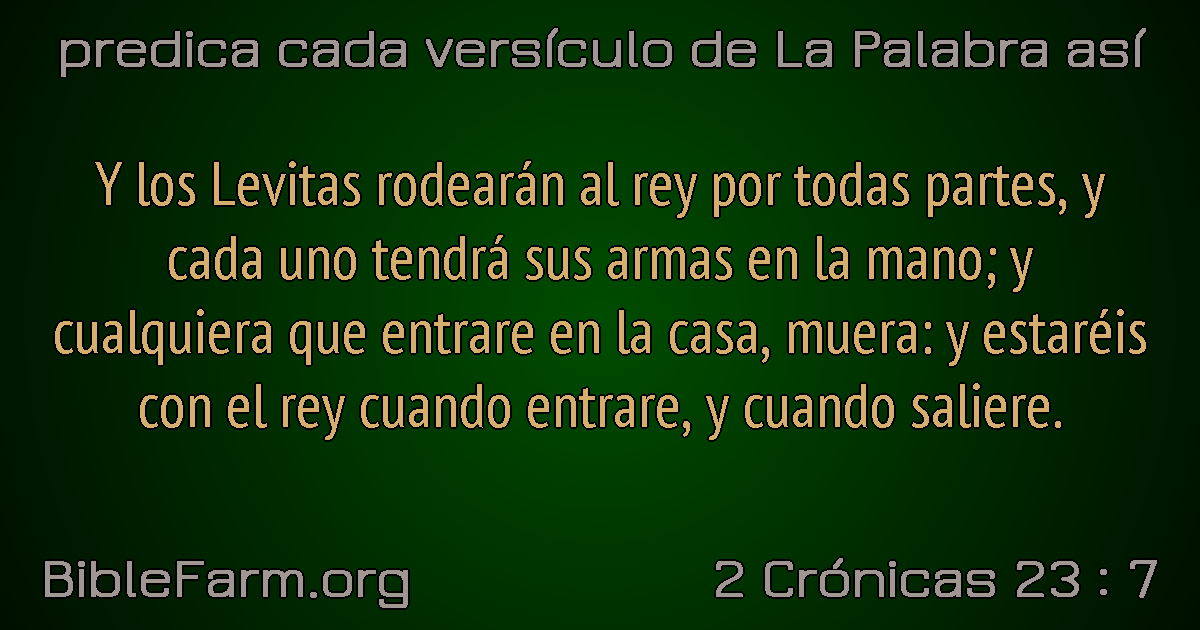 predica cada versículo de La Palabra así
Y los Levitas rodearán al rey por todas partes, y
cada uno tendrá sus armas en la mano; y
cualquiera que entrare en la casa, muera: y estaréis
con el rey cuando entrare, y cuando saliere.
BibleFarm.org
2 Crónicas 23 : 7